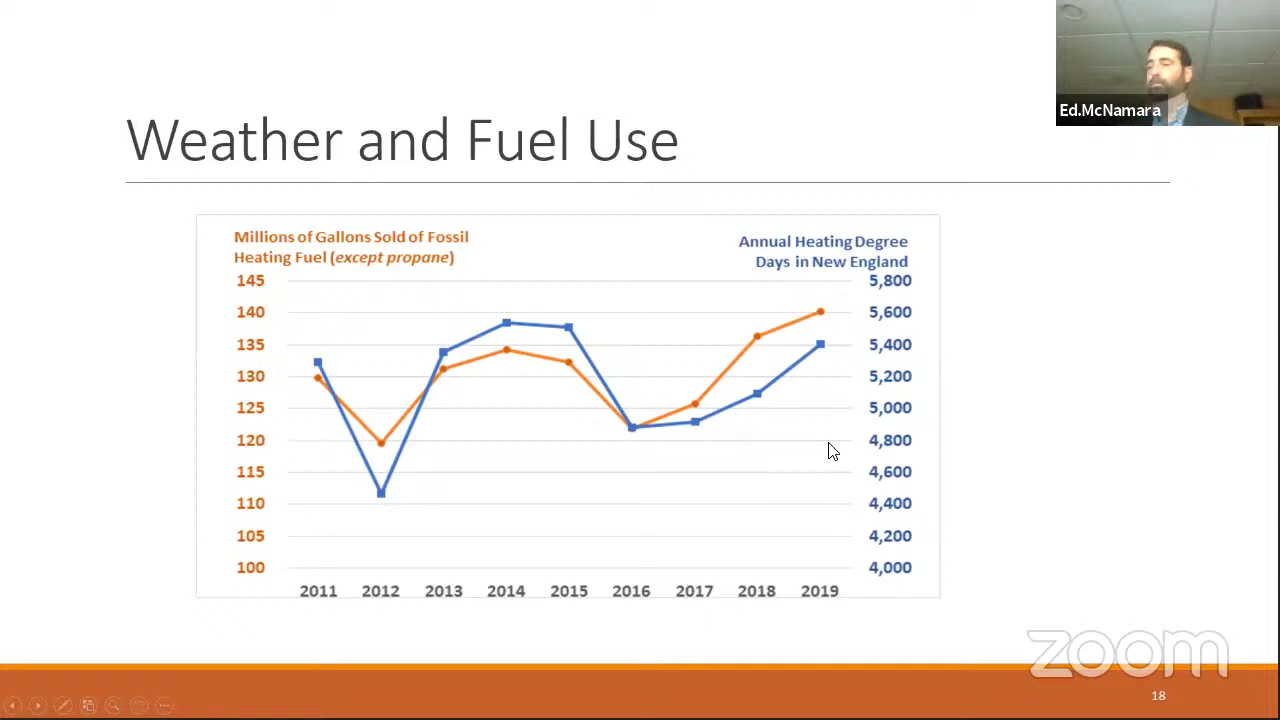 Ed.McNamara
Weather and Fuel Use
Millions of Gallons Sold of Fossil
Heating Fuel (except propane)
Annual Heating Degree
Days in New England
145
140
135
130
125
120
115
110
105
100
5,800
5,600
5,400
5,200
5,000
4,800
4,600
4,400
4,200
4,000
2011 2012 2013 2014 2015 2016 2017 2018 2019
zoom
18